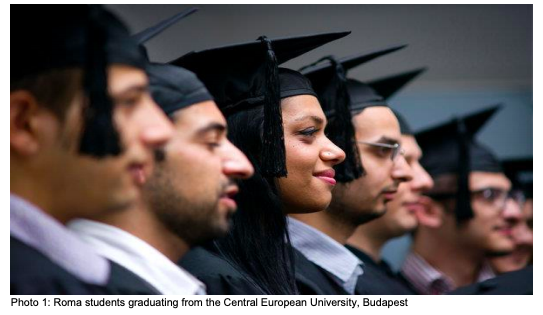 Photo 1: Roma students graduating from the Central European University, Budapest